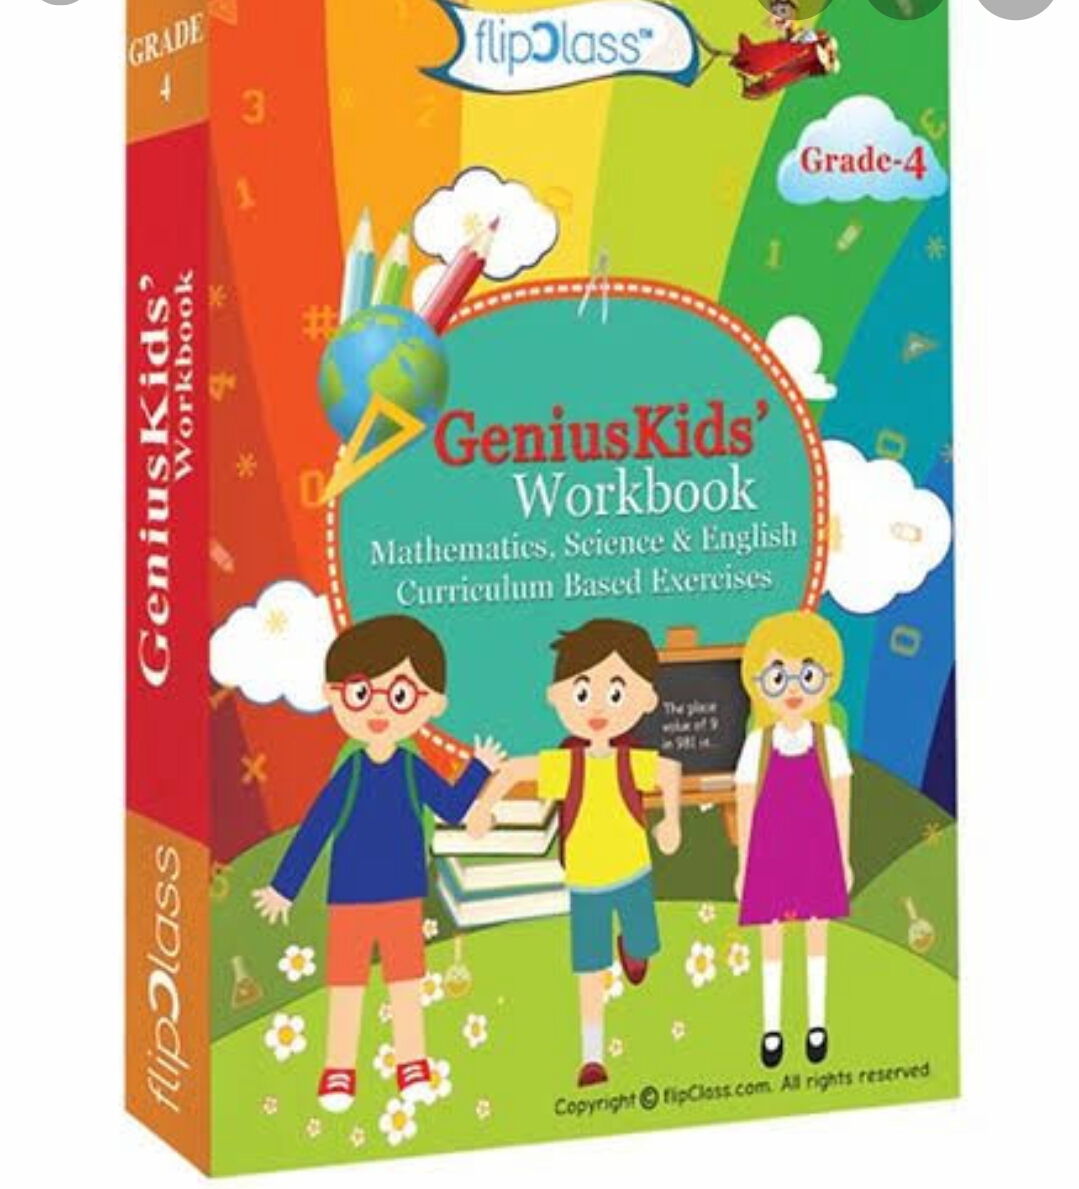 GRADE
4
GeniusKids'
Workbook
flipClass
flipClass™
Grade-4
GeniusKids'
Workbook
Mathematics, Science & English
Curriculum Based Exercises
The place
value of 9
in 981 is...
Copyright © flipClass.com. All rights reserved